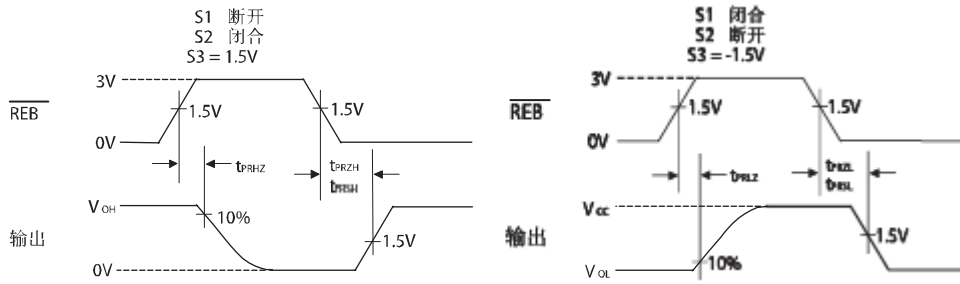 S1 断开
S2 闭合
S3 = 1.5V
3V
REB
1.5V
1.5V
0V
tPRHZ
tPRZH
tPRSH
VOH
10%
输出
1.5V
0V
S1 闭合
S2 断开
S3 = -1.5V
3V
REB
1.5V
1.5V
0V
tPRLZ
tPRZL
tPRSL
VCC
输出
1.5V
10%
VOL